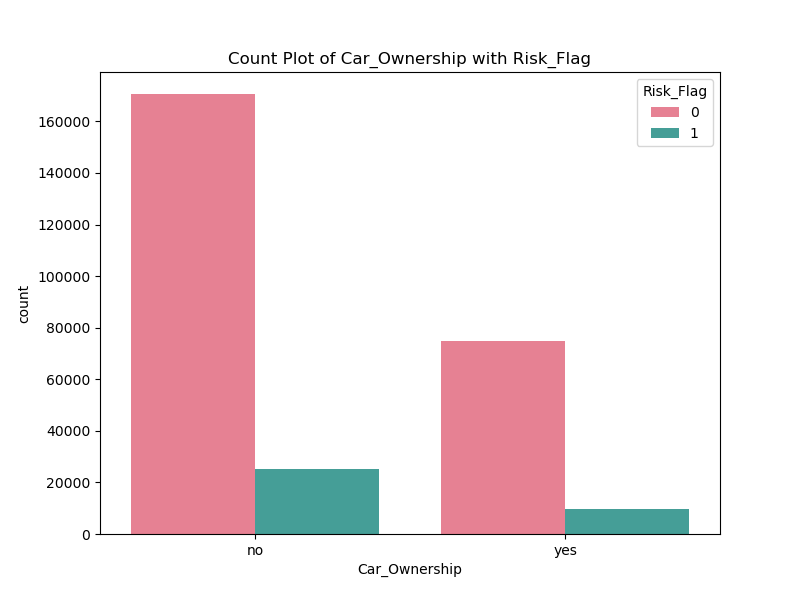 Count Plot of Car_Ownership with Risk_Flag
Risk_Flag
0
1
160000
140000
120000
100000
80000
60000
40000
20000
0
count
no
yes
Car_Ownership